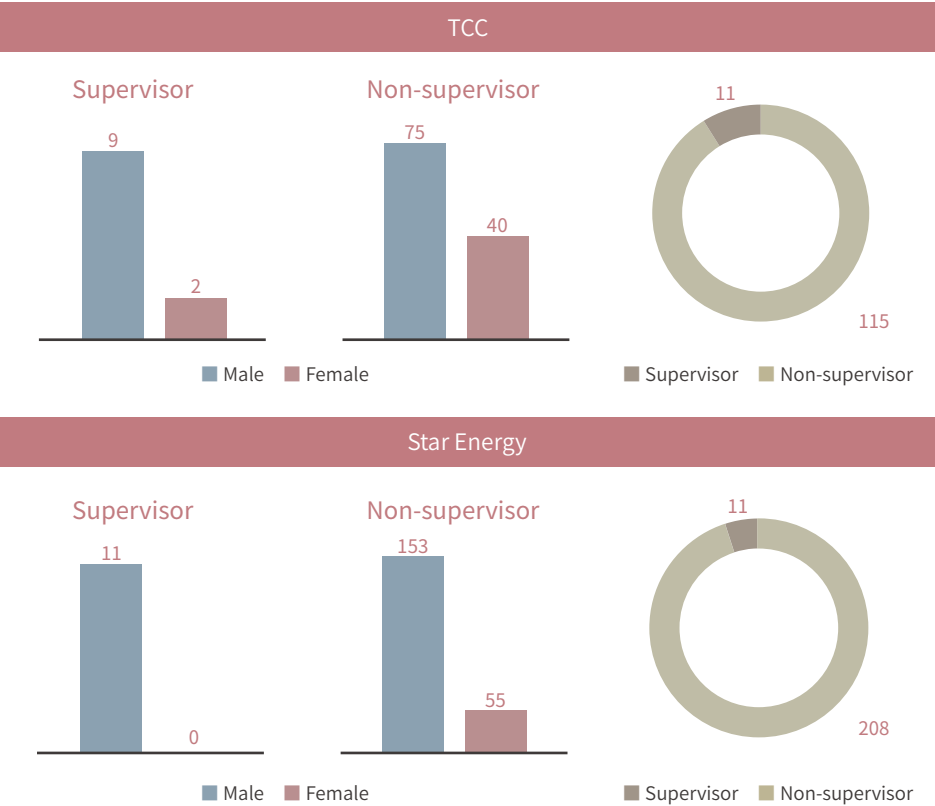 TCC
Supervisor
Non-supervisor
9
2
75
40
11
115
Male
Female
Supervisor
Non-supervisor
Star Energy
Supervisor
Non-supervisor
11
0
153
55
11
208
Male
Female
Supervisor
Non-supervisor